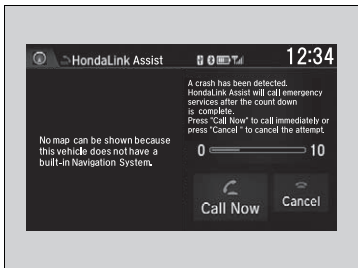 HondaLink Assist
12:34
A crash has been detected.
HondaLink Assist will call emergency
services after the count down
is complete.
Press "Call Now" to call immediately or
press "Cancel " to cancel the attempt.
No map can be shown because
this vehicle does not have a
built-in Navigation System.
0 10
Call Now
Cancel